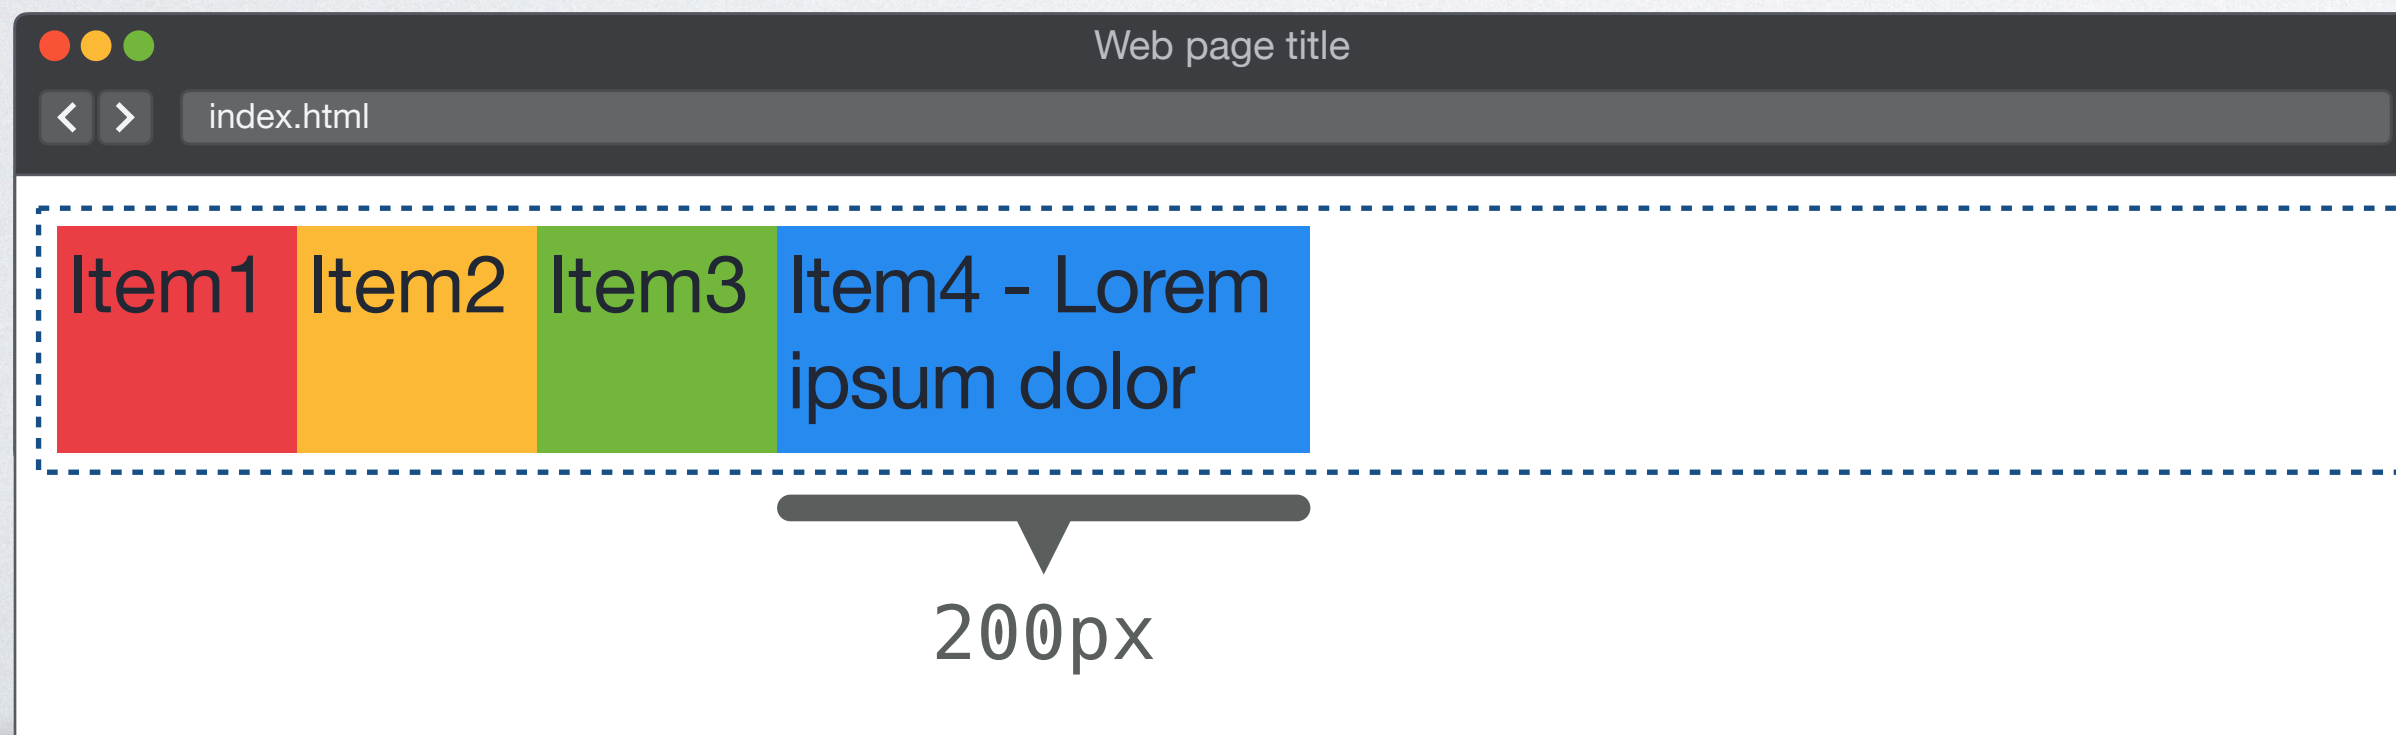 Web page title
index.html
Item1 Item2 Item3 Item4 - Lorem
ipsum dolor
200px